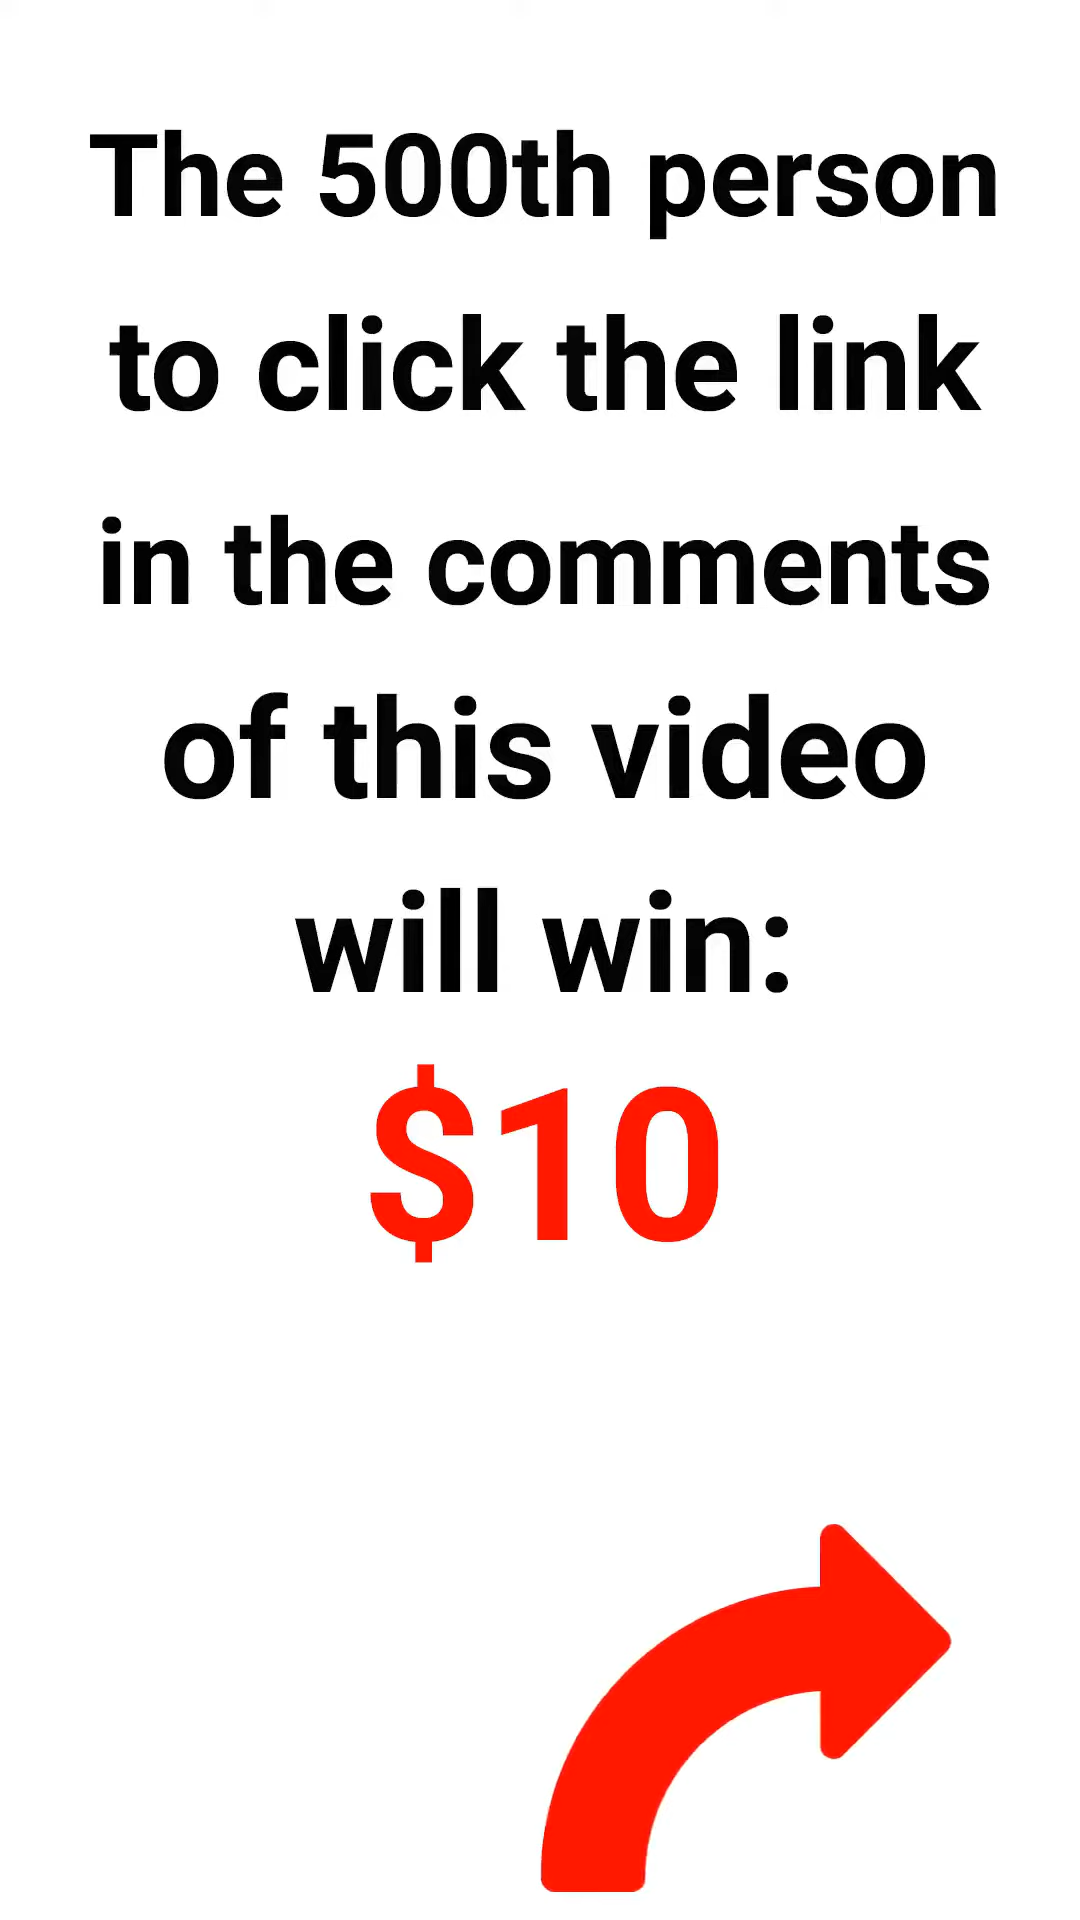 The 500th person
to click the link
in the comments
of this video
will win:
$10